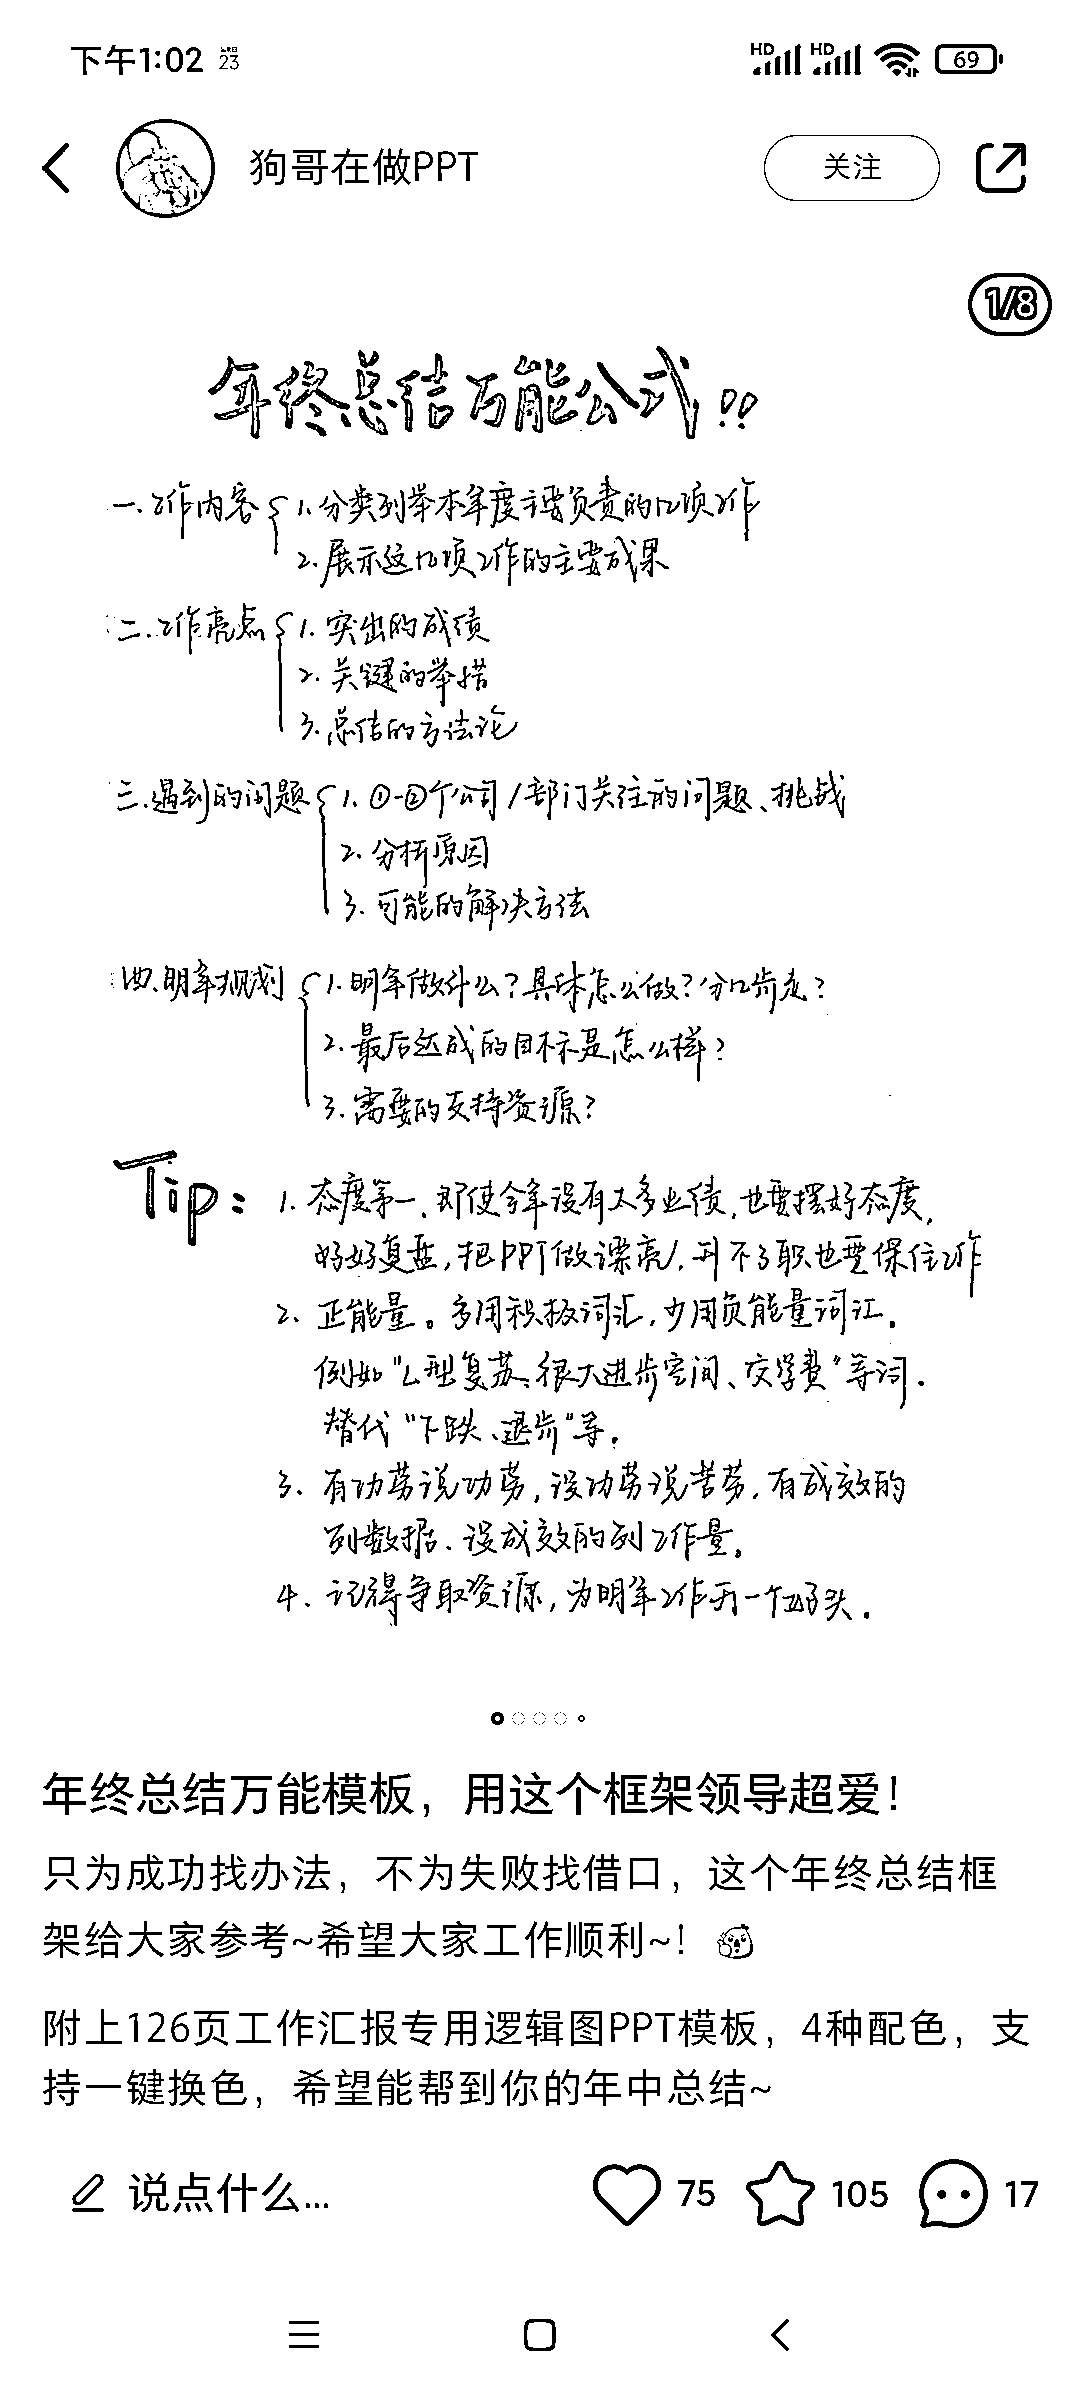 下午1:02 23 HD HD 69
狗哥在做PPT 关注
1/8
年终总结万能公式!!
一.工作内容 1.分类列举本年度主要负责的几项工作
2.展示这几项工作的主要成果
二.工作亮点 1.突出的成绩
2.关键的举措
3.总结的方法论
三.遇到的问题 1.①-②个公司/部门关注的问题、挑战
2.分析原因
3.可能的解决方法
四.明年规划 1.明年做什么?具体怎么做?分几步走?
2.最后达成的目标是怎么样?
3.需要的支持资源?
Tip: 1.态度第一,即使今年没有太多业绩,也要摆好态度,
好好复盘,把PPT做漂亮,升不了职也要保住工作
2.正能量。多用积极词汇,少用负能量词汇.
例如"L型复苏、很大进步空间、交学费"等词.
替代"下跌、退步"等.
3.有功劳说功劳,没功劳说苦劳.有成效的
列数据、没成效的列工作量。
4.记得争取资源,为明年工作开一个好头.
年终总结万能模板，用这个框架领导超爱！
只为成功找办法，不为失败找借口，这个年终总结框
架给大家参考~希望大家工作顺利~！
附上126页工作汇报专用逻辑图PPT模板，4种配色，支
持一键换色，希望能帮到你的年中总结~
说点什么... 75 105 17